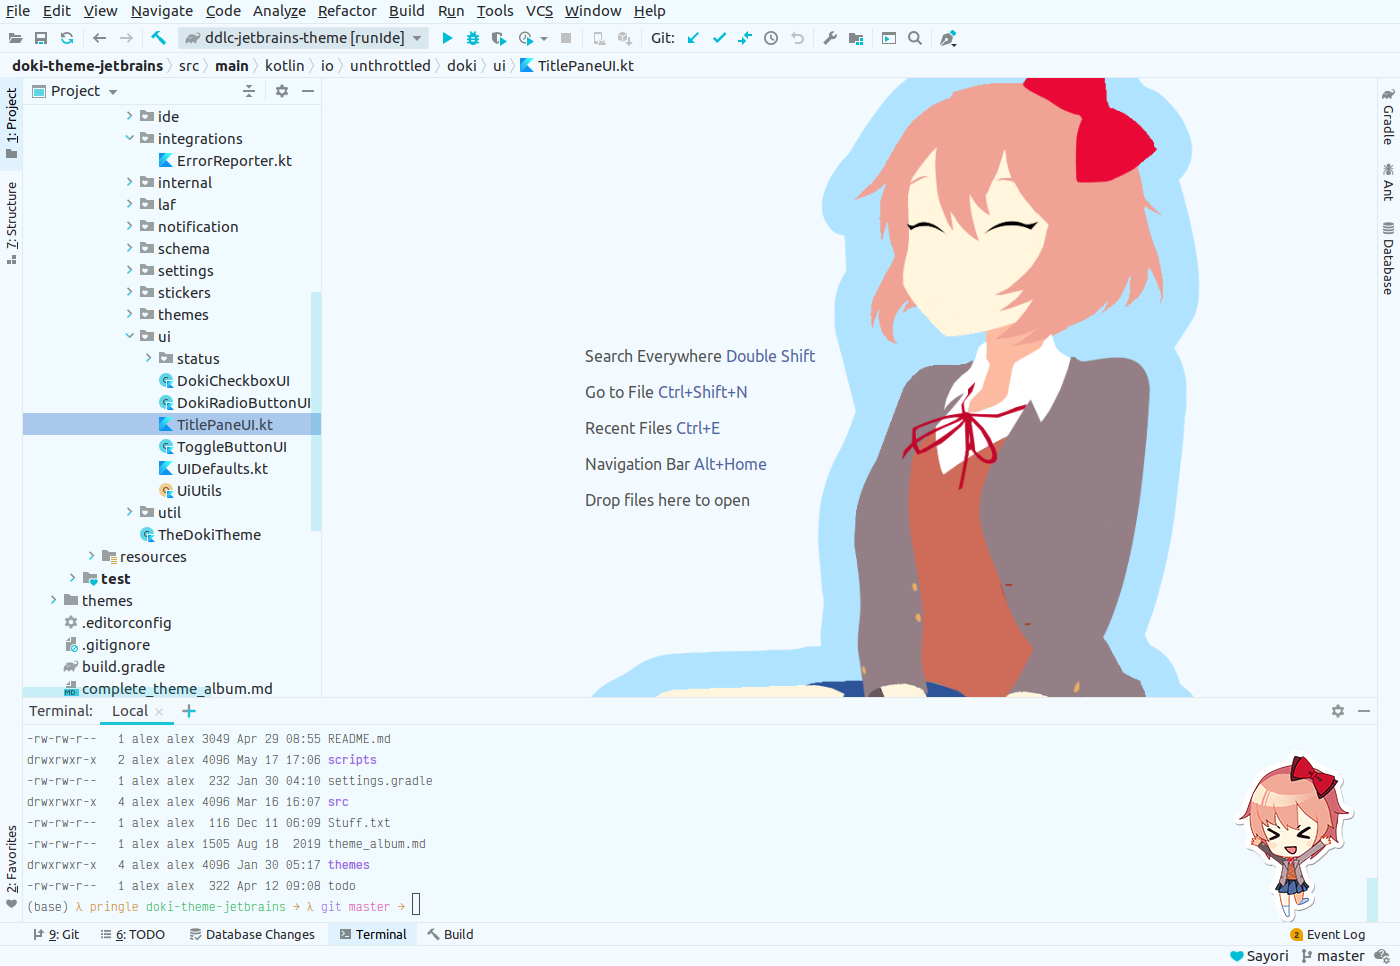 File Edit View Navigate Code Analyze Refactor Build Run Tools VCS Window Help
ddlc-jetbrains-theme [runIde] Git:
doki-theme-jetbrains src main kotlin io unthrottled doki ui TitlePaneUI.kt
1: Project
7: Structure
2: Favorites
Project
ide
integrations
ErrorReporter.kt
internal
laf
notification
schema
settings
stickers
themes
ui
status
DokiCheckboxUI
DokiRadioButtonUI
TitlePaneUI.kt
ToggleButtonUI
UIDefaults.kt
UiUtils
util
TheDokiTheme
resources
test
themes
.editorconfig
.gitignore
build.gradle
MD complete_theme_album.md
Search Everywhere Double Shift
Go to File Ctrl+Shift+N
Recent Files Ctrl+E
Navigation Bar Alt+Home
Drop files here to open
Gradle
Ant
Database
Terminal: Local
-rw-rw-r-- 1 alex alex 3049 Apr 29 08:55 README.md
drwxrwxr-x 2 alex alex 4096 May 17 17:06 scripts
-rw-rw-r-- 1 alex alex 232 Jan 30 04:10 settings.gradle
drwxrwxr-x 4 alex alex 4096 Mar 16 16:07 src
-rw-rw-r-- 1 alex alex 116 Dec 11 06:09 Stuff.txt
-rw-rw-r-- 1 alex alex 1505 Aug 18 2019 theme_album.md
drwxrwxr-x 4 alex alex 4096 Jan 30 05:17 themes
-rw-rw-r-- 1 alex alex 322 Apr 12 09:08 todo
(base) λ pringle doki-theme-jetbrains → λ git master →
9: Git 6: TODO Database Changes Terminal Build 2 Event Log
Sayori master